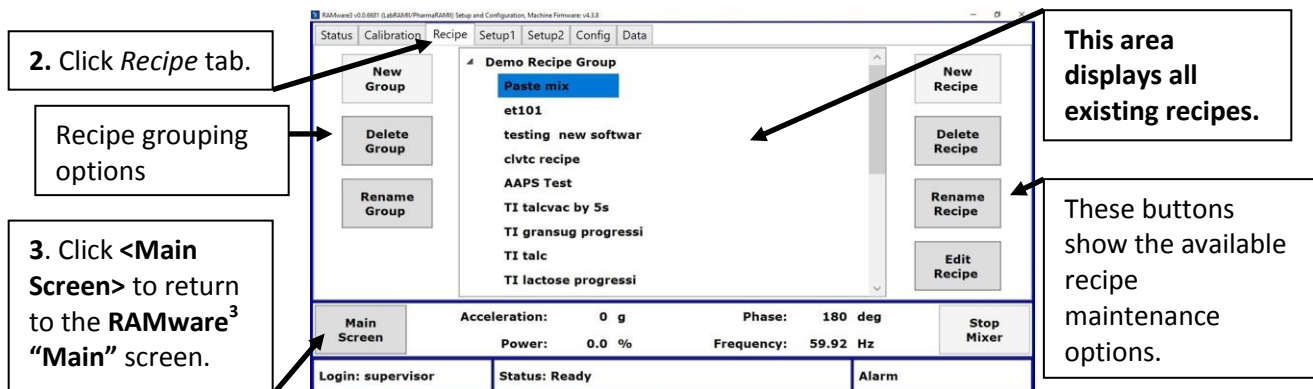 RAMware3 v0.0.6681 (LabRAMII/PharmaRAMII) Setup and Configuration, Machine Firmware: v4.3.8
Status Calibration Recipe Setup1 Setup2 Config Data
2. Click Recipe tab.
Recipe grouping
options
3. Click <Main
Screen> to return
to the RAMware³
“Main” screen.
New
Group
Delete
Group
Rename
Group
Demo Recipe Group
Paste mix
et101
testing new softwar
clvtc recipe
AAPS Test
TI talcvac by 5s
TI gransug progressi
TI talc
TI lactose progressi
New
Recipe
Delete
Recipe
Rename
Recipe
Edit
Recipe
This area
displays all
existing recipes.
These buttons
show the available
recipe
maintenance
options.
Main
Screen
Acceleration: 0 g Phase: 180 deg
Power: 0.0 % Frequency: 59.92 Hz
Stop
Mixer
Login: supervisor Status: Ready Alarm